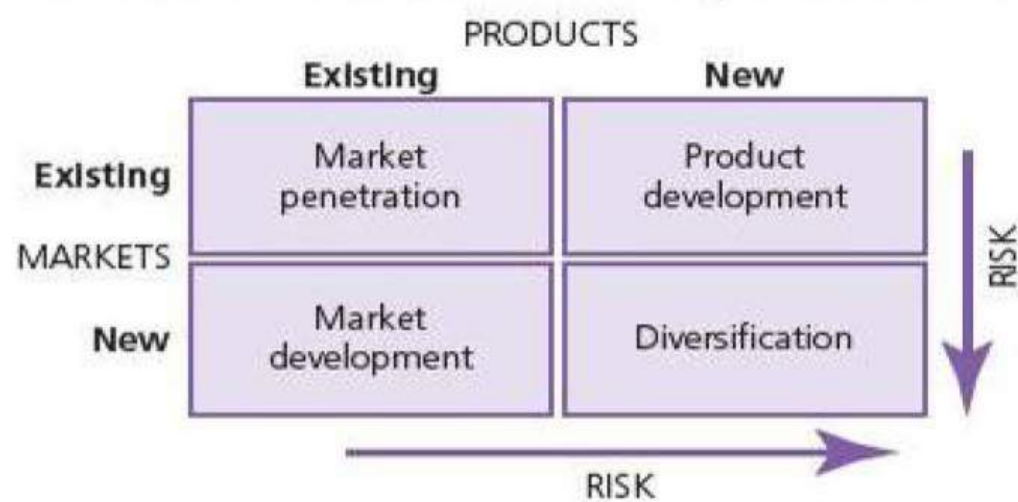 PRODUCTS
Existing New
Existing
Market
penetration
Product
development
MARKETS
New
Market
development
Diversification
RISK
RISK